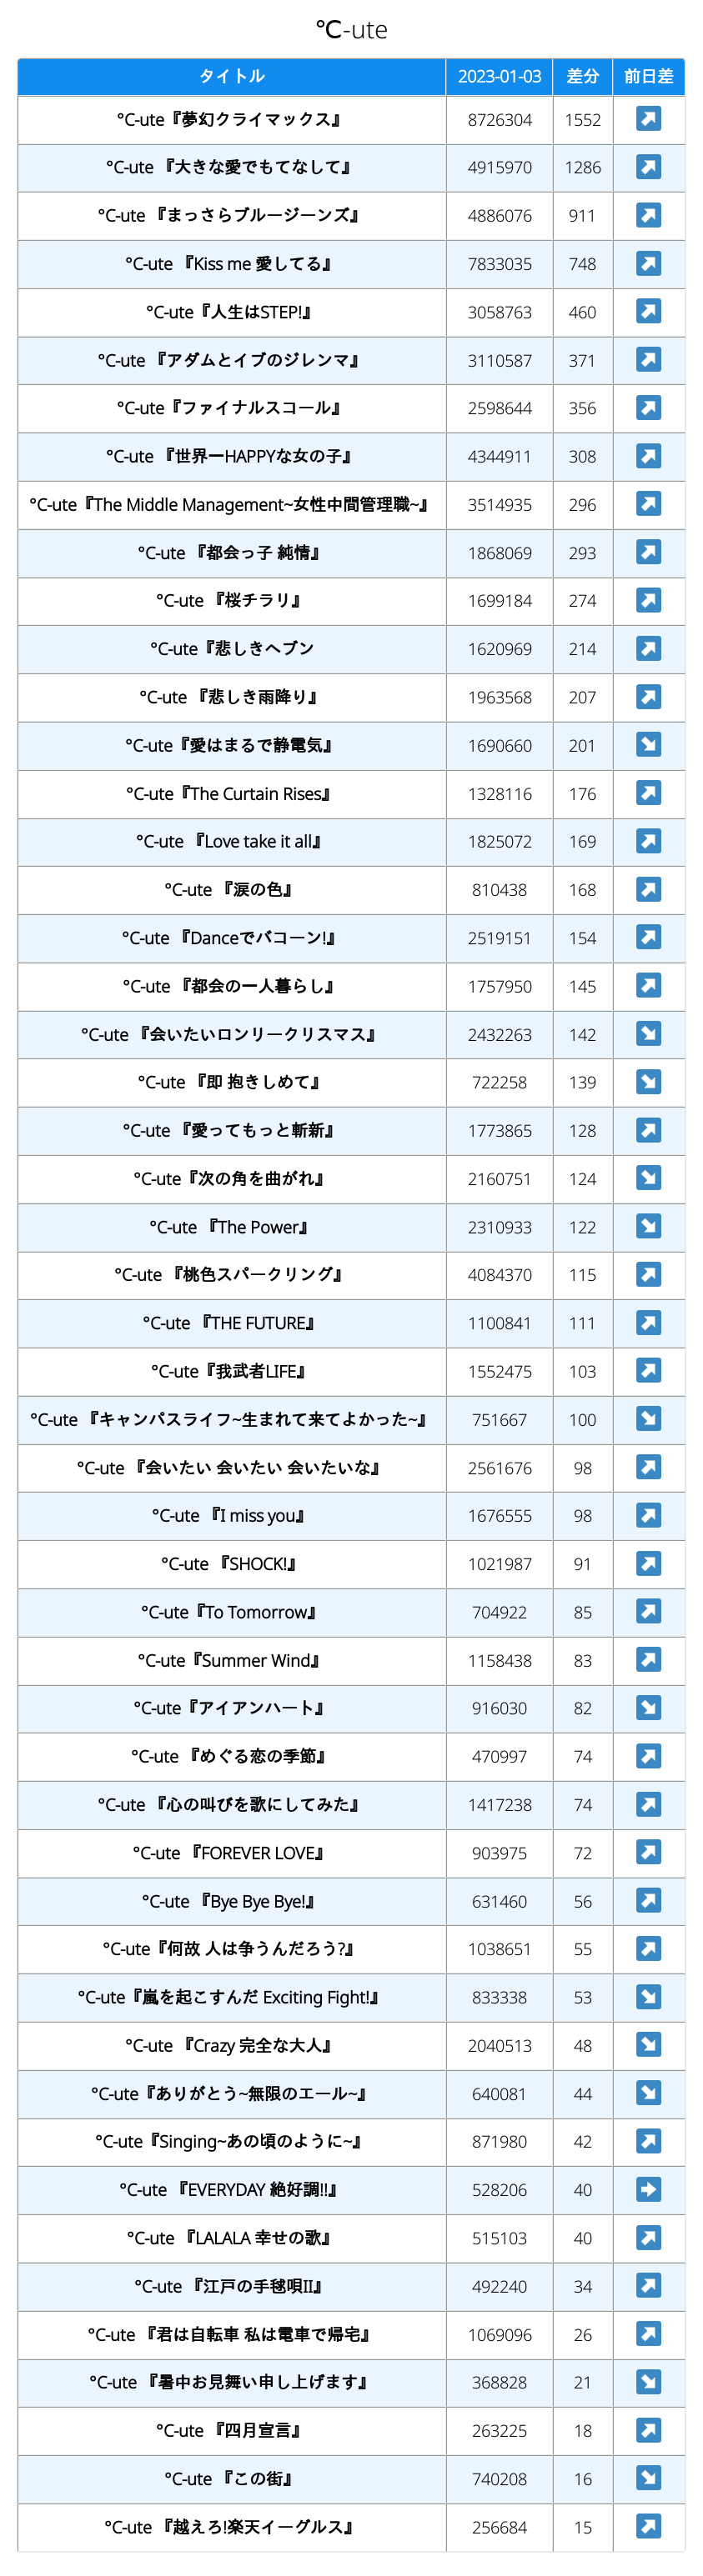 ℃-ute
タイトル 2023-01-03 差分 前日差
°C-ute『夢幻クライマックス』 8726304 1552 ↗
°C-ute 『大きな愛でもてなして』 4915970 1286 ↗
°C-ute 『まっさらブルージーンズ』 4886076 911 ↗
°C-ute 『Kiss me 愛してる』 7833035 748 ↗
°C-ute『人生はSTEP!』 3058763 460 ↗
°C-ute 『アダムとイブのジレンマ』 3110587 371 ↗
°C-ute『ファイナルスコール』 2598644 356 ↗
°C-ute 『世界一HAPPYな女の子』 4344911 308 ↗
°C-ute『The Middle Management~女性中間管理職~』 3514935 296 ↗
°C-ute 『都会っ子 純情』 1868069 293 ↗
°C-ute 『桜チラリ』 1699184 274 ↗
°C-ute『悲しきヘブン 1620969 214 ↗
°C-ute 『悲しき雨降り』 1963568 207 ↗
°C-ute『愛はまるで静電気』 1690660 201 ↘
°C-ute『The Curtain Rises』 1328116 176 ↗
°C-ute 『Love take it all』 1825072 169 ↗
°C-ute 『涙の色』 810438 168 ↗
°C-ute 『Danceでバコーン!』 2519151 154 ↗
°C-ute 『都会の一人暮らし』 1757950 145 ↗
°C-ute 『会いたいロンリークリスマス』 2432263 142 ↘
°C-ute 『即 抱きしめて』 722258 139 ↘
°C-ute 『愛ってもっと斬新』 1773865 128 ↗
°C-ute『次の角を曲がれ』 2160751 124 ↘
°C-ute 『The Power』 2310933 122 ↘
°C-ute 『桃色スパークリング』 4084370 115 ↗
°C-ute 『THE FUTURE』 1100841 111 ↗
°C-ute『我武者LIFE』 1552475 103 ↗
°C-ute 『キャンパスライフ~生まれて来てよかった~』 751667 100 ↘
°C-ute 『会いたい 会いたい 会いたいな』 2561676 98 ↗
°C-ute 『I miss you』 1676555 98 ↗
°C-ute 『SHOCK!』 1021987 91 ↗
°C-ute『To Tomorrow』 704922 85 ↗
°C-ute『Summer Wind』 1158438 83 ↗
°C-ute『アイアンハート』 916030 82 ↘
°C-ute 『めぐる恋の季節』 470997 74 ↗
°C-ute 『心の叫びを歌にしてみた』 1417238 74 ↗
°C-ute 『FOREVER LOVE』 903975 72 ↗
°C-ute 『Bye Bye Bye!』 631460 56 ↗
°C-ute『何故 人は争うんだろう?』 1038651 55 ↗
°C-ute『嵐を起こすんだ Exciting Fight!』 833338 53 ↘
°C-ute 『Crazy 完全な大人』 2040513 48 ↘
°C-ute『ありがとう~無限のエール~』 640081 44 ↘
°C-ute『Singing~あの頃のように~』 871980 42 ↗
°C-ute 『EVERYDAY 絶好調!!』 528206 40 ➡
°C-ute 『LALALA 幸せの歌』 515103 40 ↗
°C-ute 『江戸の手毬唄II』 492240 34 ↗
°C-ute 『君は自転車 私は電車で帰宅』 1069096 26 ↗
°C-ute 『暑中お見舞い申し上げます』 368828 21 ↘
°C-ute 『四月宣言』 263225 18 ↗
°C-ute 『この街』 740208 16 ↘
°C-ute 『越えろ!楽天イーグルス』 256684 15 ↗